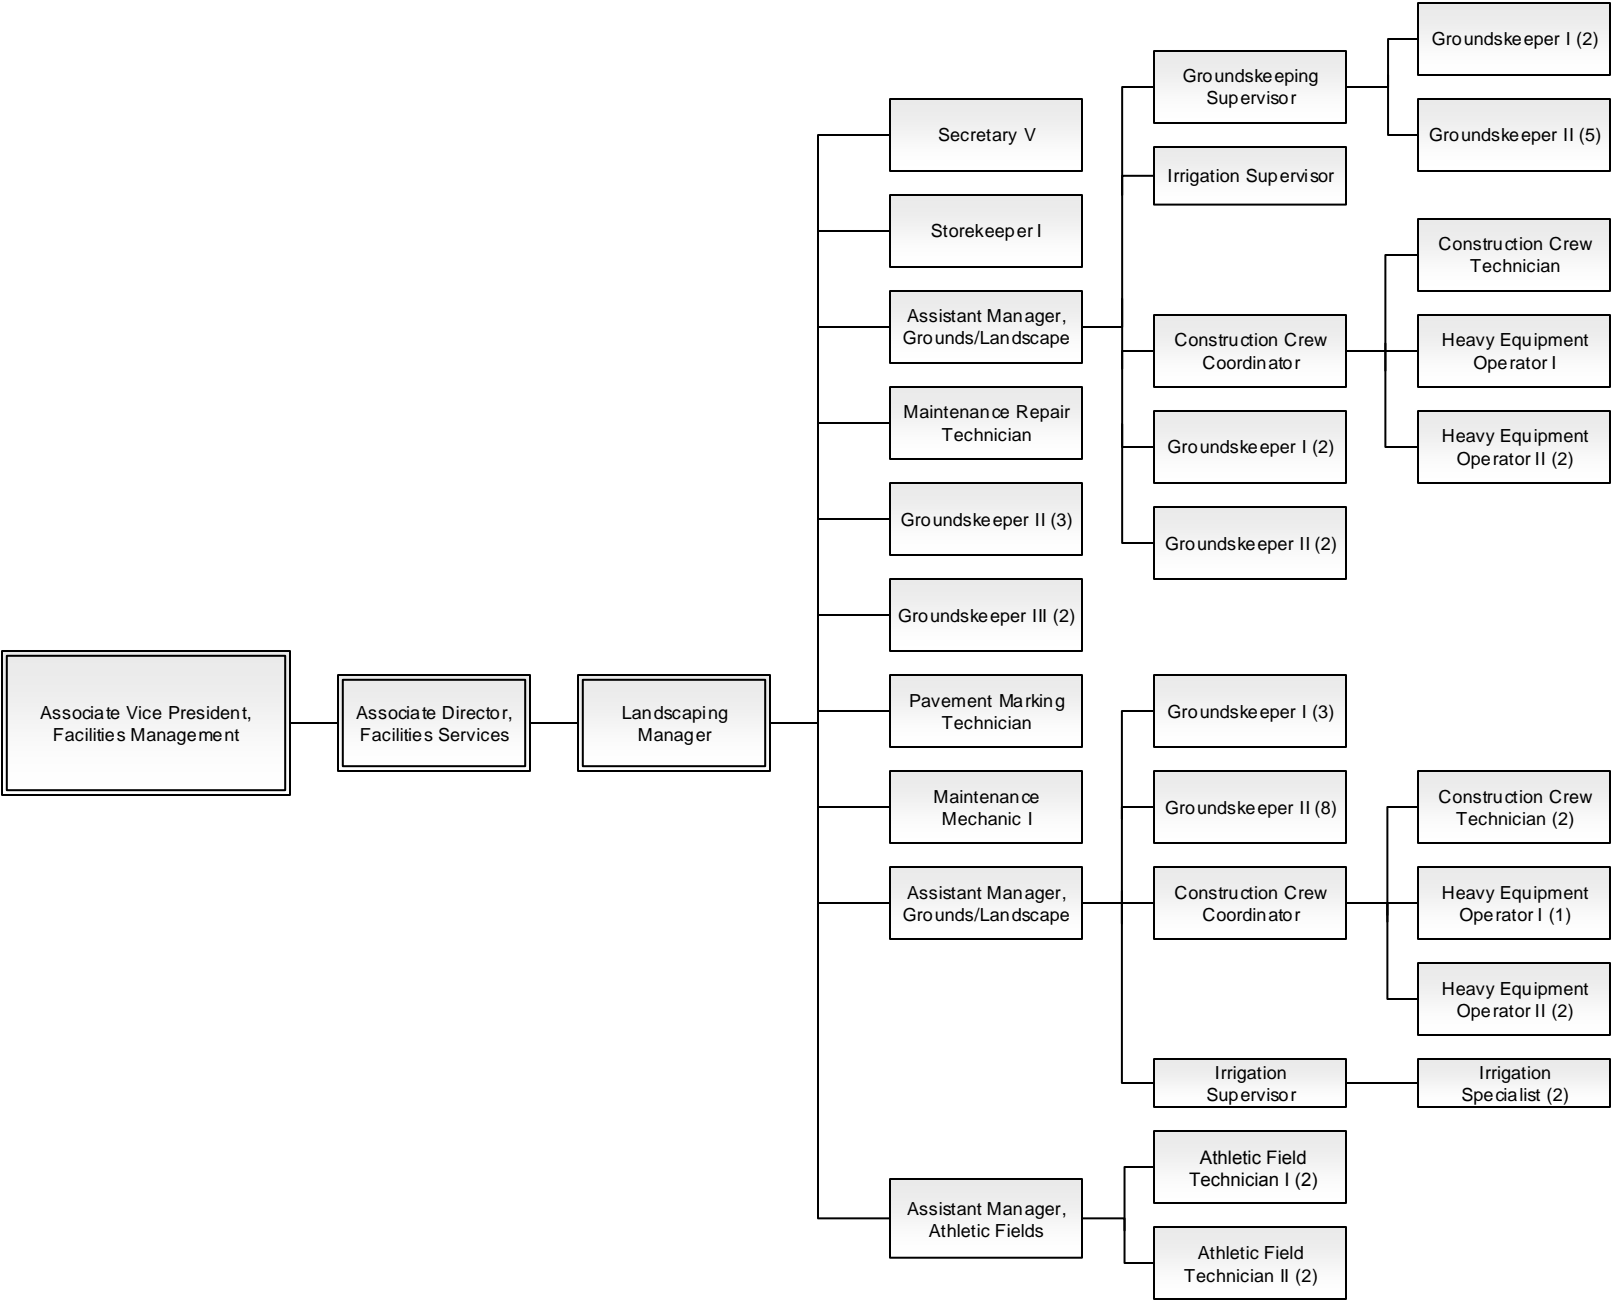 Associate Vice President,
Facilities Management
Associate Director,
Facilities Services
Landscaping
Manager
Secretary V
Storekeeper I
Assistant Manager,
Grounds/Landscape
Maintenance Repair
Technician
Groundskeeper II (3)
Groundskeeper III (2)
Pavement Marking
Technician
Maintenance
Mechanic I
Assistant Manager,
Grounds/Landscape
Assistant Manager,
Athletic Fields
Groundskeeping
Supervisor
Irrigation Supervisor
Construction Crew
Coordinator
Groundskeeper I (2)
Groundskeeper II (2)
Groundskeeper I (3)
Groundskeeper II (8)
Construction Crew
Coordinator
Irrigation
Supervisor
Athletic Field
Technician I (2)
Athletic Field
Technician II (2)
Groundskeeper I (2)
Groundskeeper II (5)
Construction Crew
Technician
Heavy Equipment
Operator I
Heavy Equipment
Operator II (2)
Construction Crew
Technician (2)
Heavy Equipment
Operator I (1)
Heavy Equipment
Operator II (2)
Irrigation
Specialist (2)